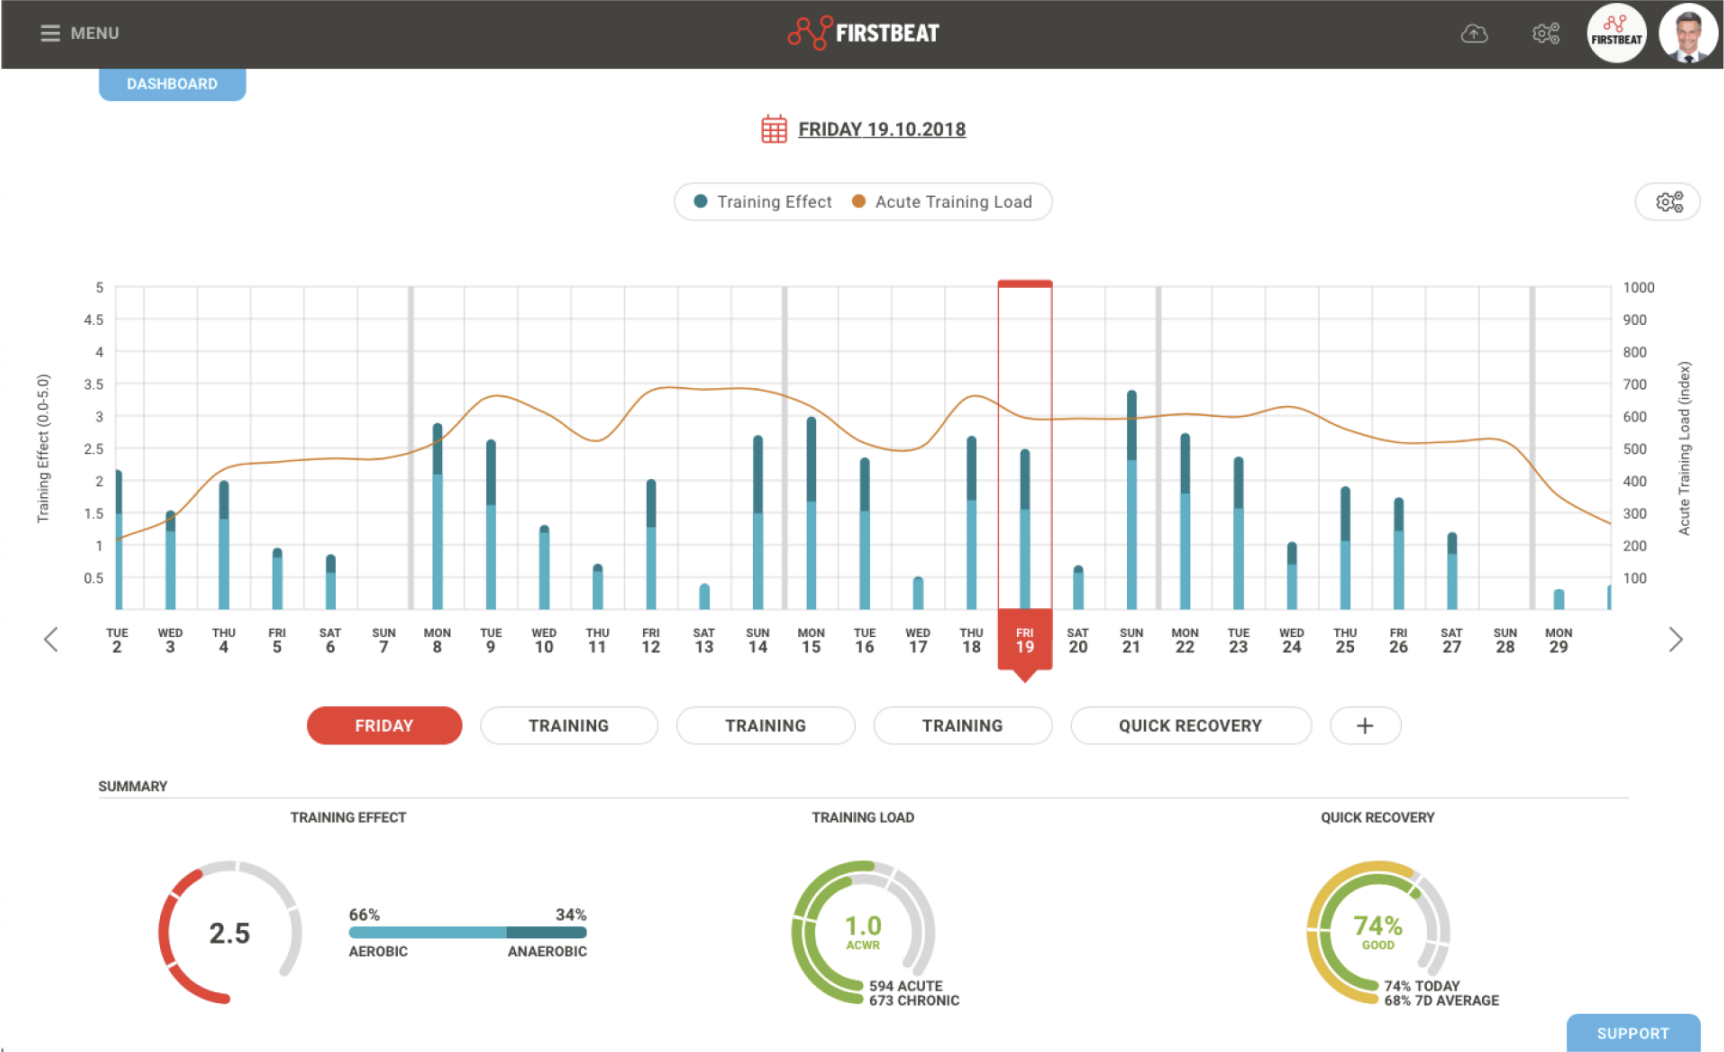 MENU
FIRSTBEAT
FIRSTBEAT
DASHBOARD
FRIDAY 19.10.2018
Training Effect Acute Training Load
Training Effect (0.0-5.0)
5
4.5
4
3.5
3
2.5
2
1.5
1
0.5
1000
900
800
700
600
500
400
300
200
100
Acute Training Load (index)
TUE WED THU FRI SAT SUN MON TUE WED THU FRI SAT SUN MON TUE WED THU FRI SAT SUN MON TUE WED THU FRI SAT SUN MON
2 3 4 5 6 7 8 9 10 11 12 13 14 15 16 17 18 19 20 21 22 23 24 25 26 27 28 29
FRIDAY TRAINING TRAINING TRAINING QUICK RECOVERY +
SUMMARY
TRAINING EFFECT TRAINING LOAD QUICK RECOVERY
2.5
66% 34%
AEROBIC ANAEROBIC
1.0
ACWR
594 ACUTE
673 CHRONIC
74%
GOOD
74% TODAY
68% 7D AVERAGE
SUPPORT